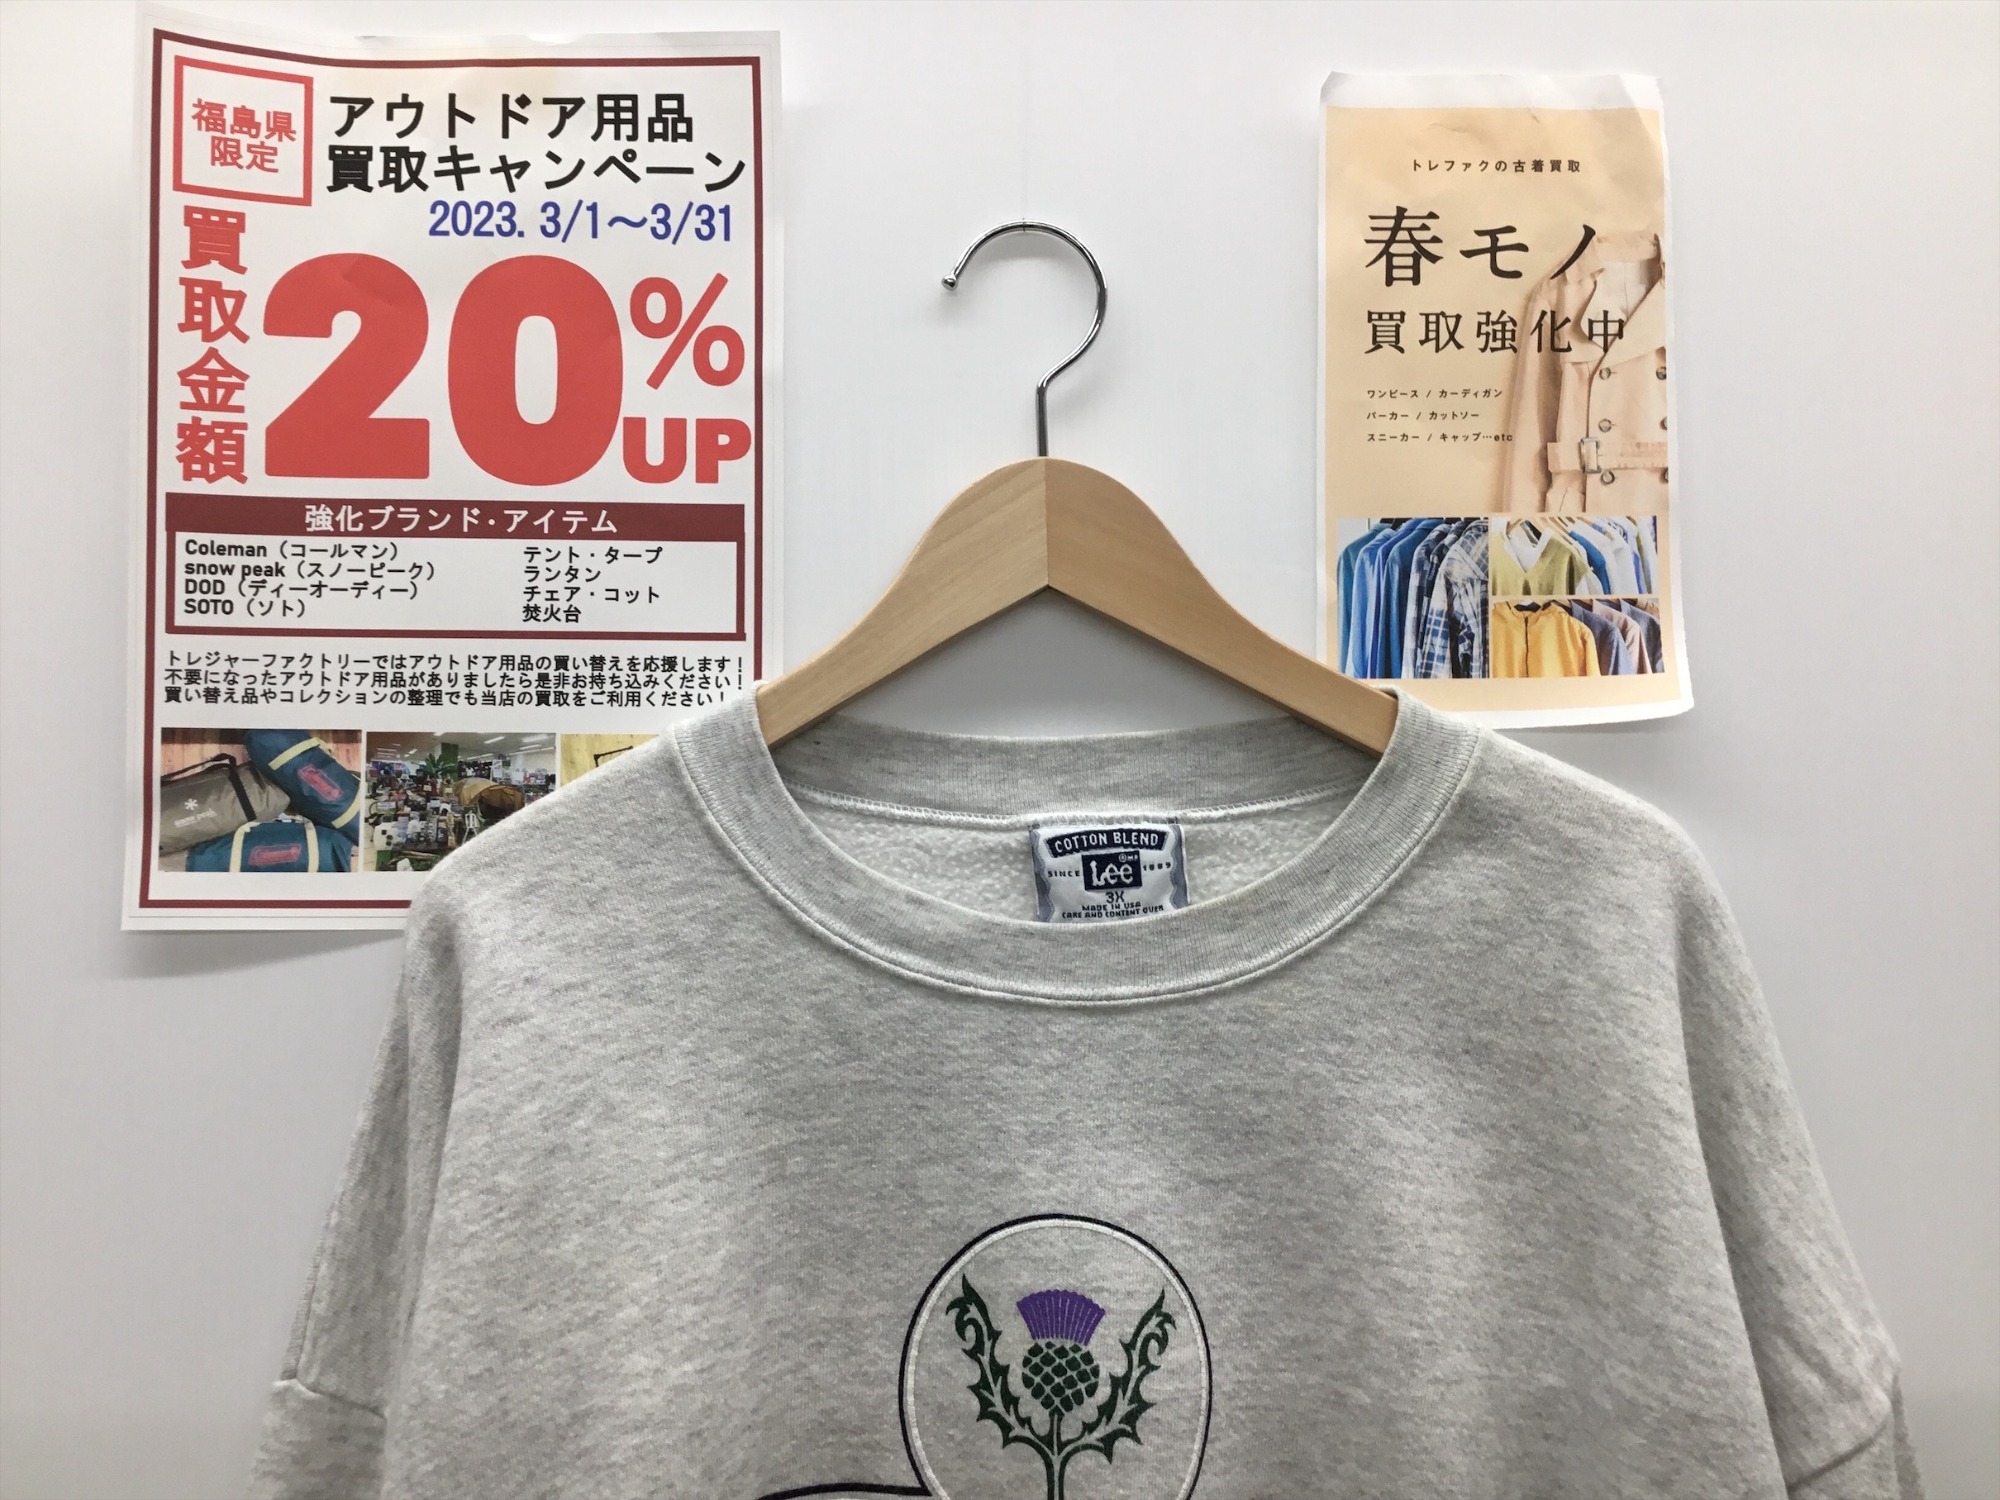 福島県
限定
アウトドア用品
買取キャンペーン
2023. 3/1～3/31
買取金額
20%
UP
強化ブランド・アイテム
Coleman（コールマン）
snow peak（スノーピーク）
DOD（ディーオーディー）
SOTO（ソト）
テント・タープ
ランタン
チェア・コット
焚火台
トレジャーファクトリーではアウトドア用品の買い替えを応援します！
不要になったアウトドア用品がありましたら是非お持ち込みください！
買い替え品やコレクションの整理でも当店の買取をご利用ください！
snow peak
Coleman
Coleman
トレファクの古着買取
春モノ
買取強化中
ワンピース / カーディガン
パーカー / カットソー
スニーカー / キャップ…etc
COTTON BLEND
SINCE Lee 1889
3X
MADE IN USA
CARE AND CONTENT OVER